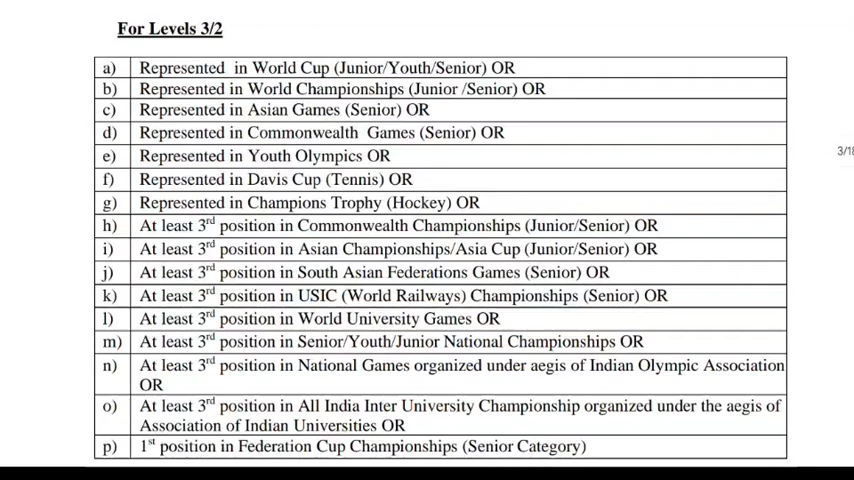 For Levels 3/2
a) Represented in World Cup (Junior/Youth/Senior) OR
b) Represented in World Championships (Junior /Senior) OR
c) Represented in Asian Games (Senior) OR
d) Represented in Commonwealth Games (Senior) OR
e) Represented in Youth Olympics OR
3/18
f) Represented in Davis Cup (Tennis) OR
g) Represented in Champions Trophy (Hockey) OR
h) At least 3rd position in Commonwealth Championships (Junior/Senior) OR
i) At least 3rd position in Asian Championships/Asia Cup (Junior/Senior) OR
j) At least 3rd position in South Asian Federations Games (Senior) OR
k) At least 3rd position in USIC (World Railways) Championships (Senior) OR
l) At least 3rd position in World University Games OR
m) At least 3rd position in Senior/Youth/Junior National Championships OR
n) At least 3rd position in National Games organized under aegis of Indian Olympic Association
OR
o) At least 3rd position in All India Inter University Championship organized under the aegis of
Association of Indian Universities OR
p) 1st position in Federation Cup Championships (Senior Category)